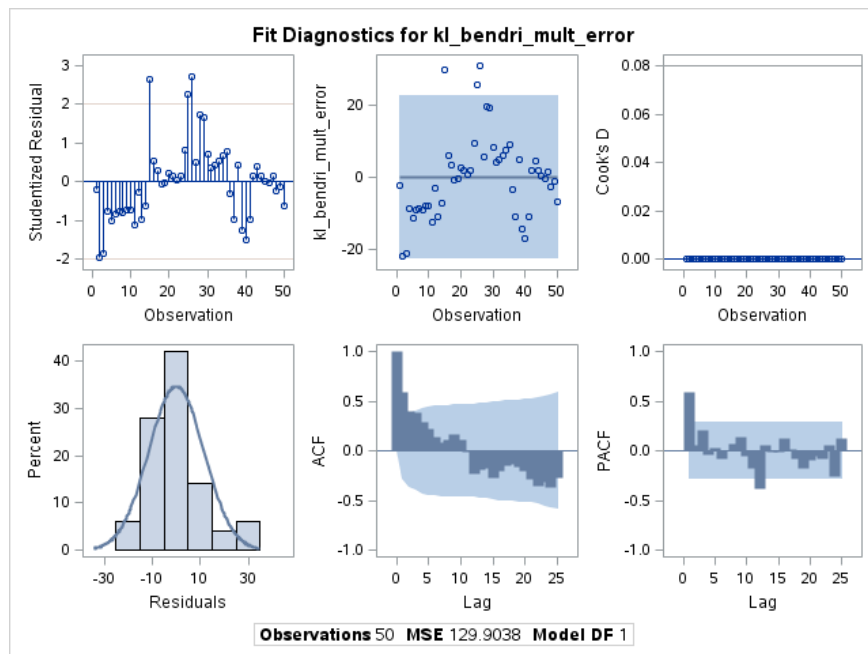 Fit Diagnostics for kl_bendri_mult_error
Studentized Residual
3
2
1
0
-1
-2
0 10 20 30 40 50
Observation
kl_bendri_mult_error
20
0
-20
0 10 20 30 40 50
Observation
Cook's D
0.08
0.06
0.04
0.02
0.00
0 10 20 30 40 50
Observation
Percent
40
30
20
10
0
-30 -10 10 30
Residuals
ACF
1.0
0.5
0.0
-0.5
-1.0
0 5 10 15 20 25
Lag
PACF
1.0
0.5
0.0
-0.5
-1.0
0 5 10 15 20 25
Lag
Observations 50 MSE 129.9038 Model DF 1